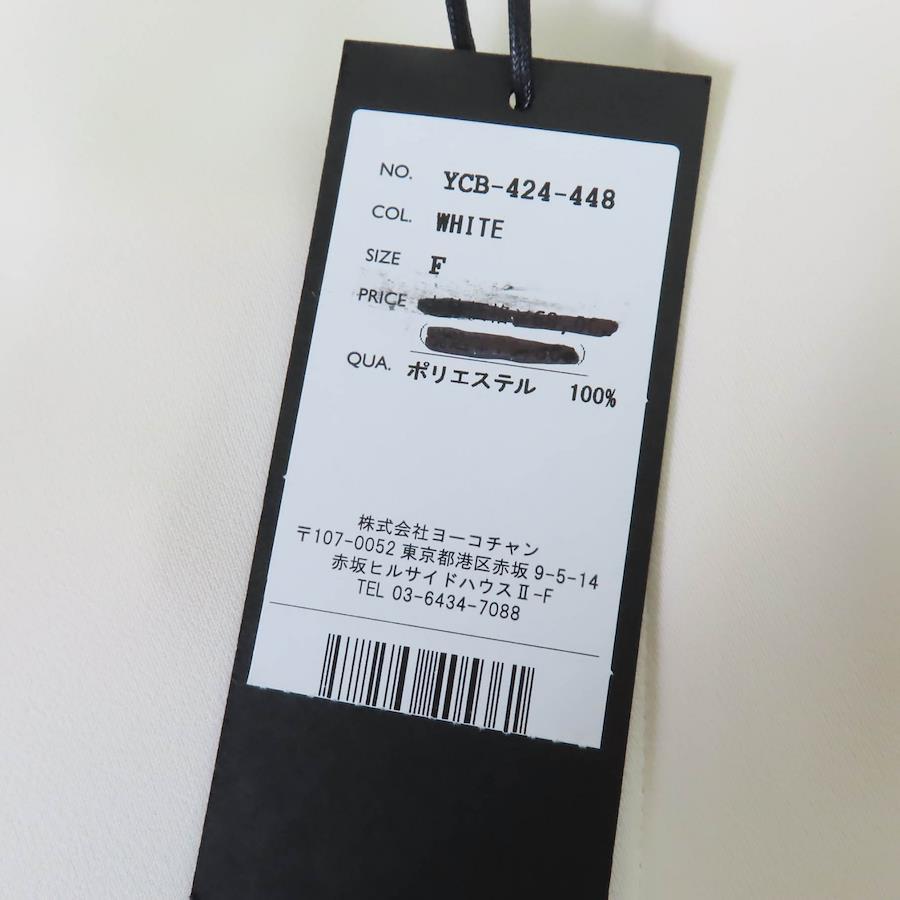 NO. YCB-424-448
COL. WHITE
SIZE F
PRICE
QUA. ポリエステル 100%
株式会社ヨーコチャン
〒107-0052 東京都港区赤坂 9-5-14
赤坂ヒルサイドハウスⅡ-F
TEL 03-6434-7088